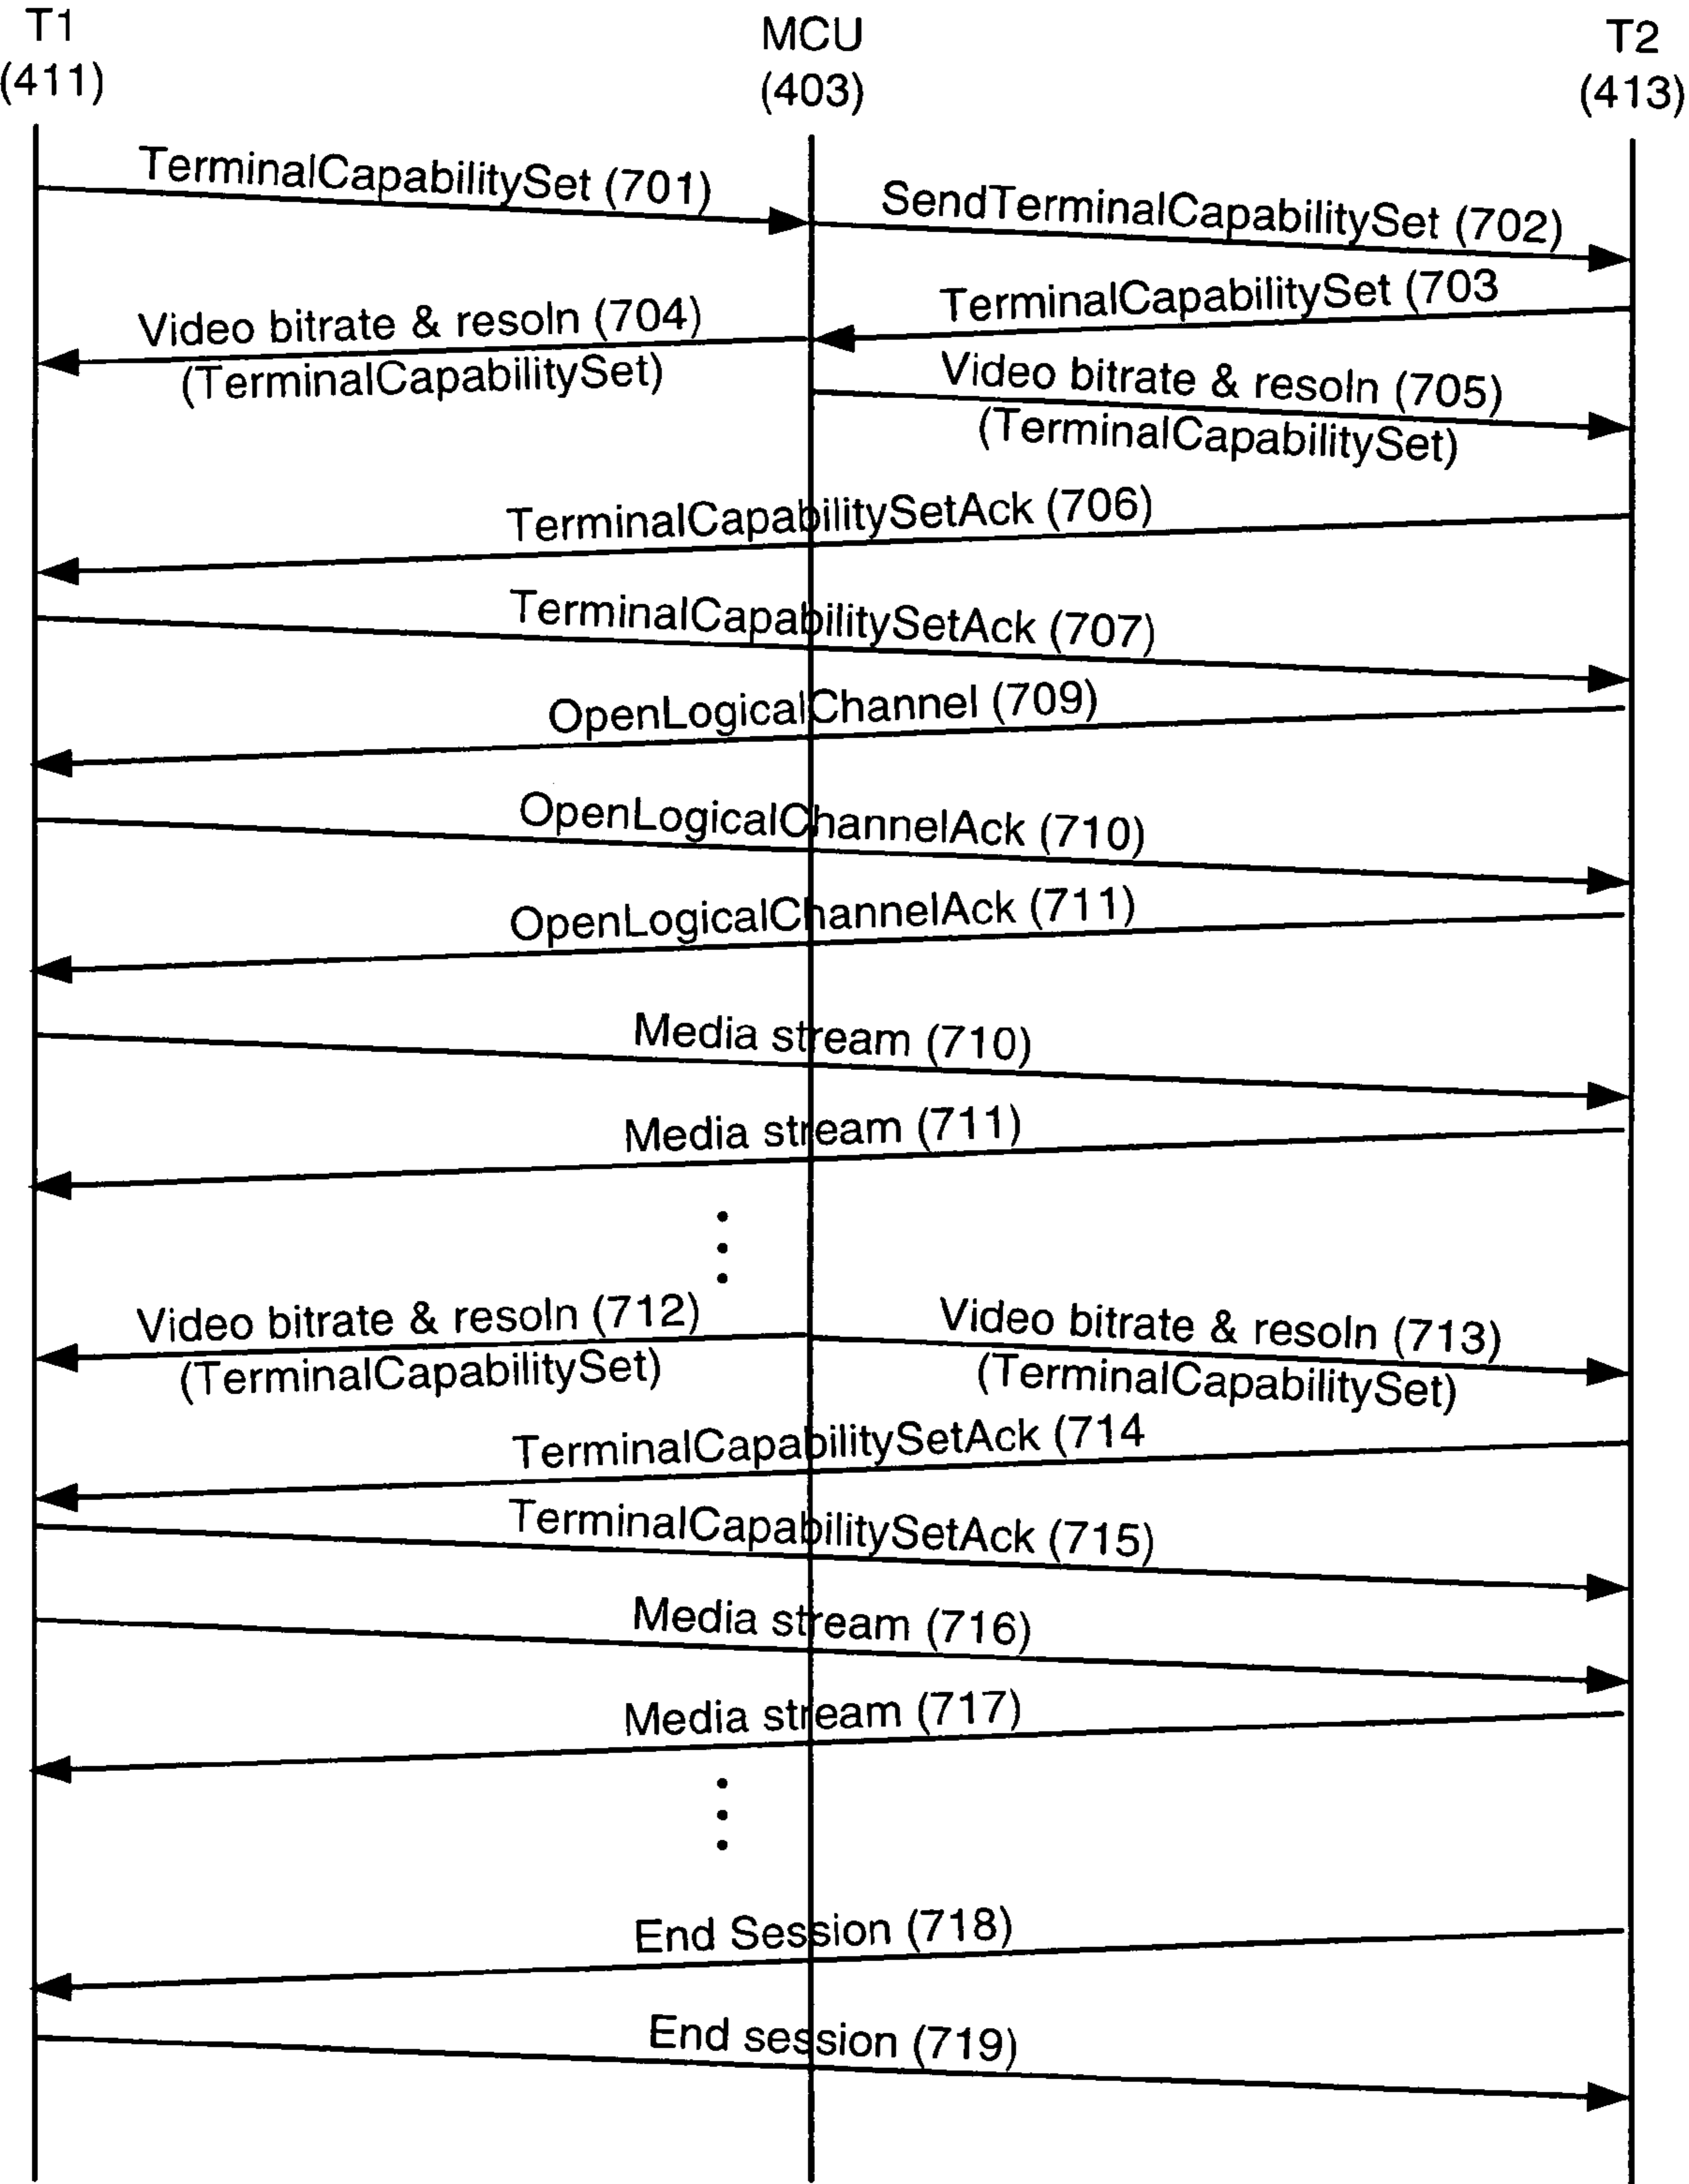 T1
(411)
MCU
(403)
T2
(413)
TerminalCapabilitySet (701)
SendTerminalCapabilitySet (702)
TerminalCapabilitySet (703
Video bitrate & resoln (704)
(TerminalCapabilitySet)
Video bitrate & resoln (705)
(TerminalCapabilitySet)
TerminalCapabilitySetAck (706)
TerminalCapabilitySetAck (707)
OpenLogicalChannel (709)
OpenLogicalChannelAck (710)
OpenLogicalChannelAck (711)
Media stream (710)
Media stream (711)
Video bitrate & resoln (712)
(TerminalCapabilitySet)
Video bitrate & resoln (713)
(TerminalCapabilitySet)
TerminalCapabilitySetAck (714
TerminalCapabilitySetAck (715)
Media stream (716)
Media stream (717)
End Session (718)
End session (719)